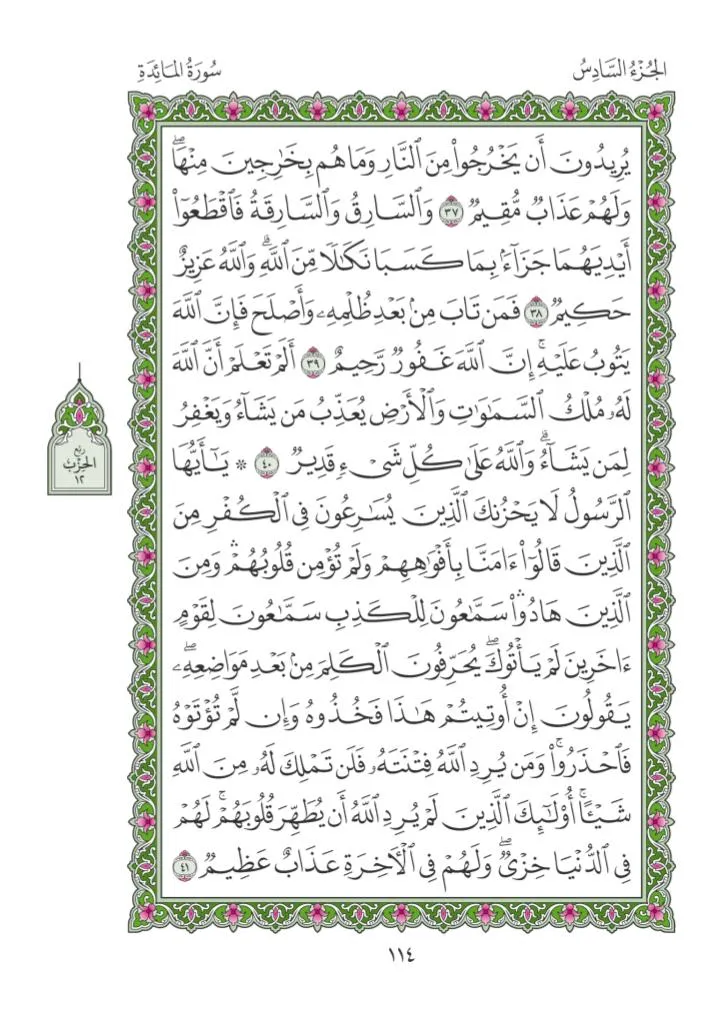 الجُزْءُ السَّادِسُ
سُورَةُ المَائِدَةِ
يُرِيدُونَ أَن يَخۡرُجُواْ مِنَ ٱلنَّارِ وَمَا هُم بِخَٰرِجِينَ مِنۡهَاۖ
وَلَهُمۡ عَذَابٞ مُّقِيمٞ ٣٧ وَٱلسَّارِقُ وَٱلسَّارِقَةُ فَٱقۡطَعُوٓاْ
أَيۡدِيَهُمَا جَزَآءَۢ بِمَا كَسَبَا نَكَٰلٗا مِّنَ ٱللَّهِۗ وَٱللَّهُ عَزِيزٌ
حَكِيمٞ ٣٨ فَمَن تَابَ مِنۢ بَعۡدِ ظُلۡمِهِۦ وَأَصۡلَحَ فَإِنَّ ٱللَّهَ
يَتُوبُ عَلَيۡهِۚ إِنَّ ٱللَّهَ غَفُورٞ رَّحِيمٌ ٣٩ أَلَمۡ تَعۡلَمۡ أَنَّ ٱللَّهَ
لَهُۥ مُلۡكُ ٱلسَّمَٰوَٰتِ وَٱلۡأَرۡضِ يُعَذِّبُ مَن يَشَآءُ وَيَغۡفِرُ
لِمَن يَشَآءُۗ وَٱللَّهُ عَلَىٰ كُلِّ شَيۡءٖ قَدِيرٞ ٤٠ * يَٰٓأَيُّهَا
ٱلرَّسُولُ لَا يَحۡزُنكَ ٱلَّذِينَ يُسَٰرِعُونَ فِي ٱلۡكُفۡرِ مِنَ
ٱلَّذِينَ قَالُوٓاْ ءَامَنَّا بِأَفۡوَٰهِهِمۡ وَلَمۡ تُؤۡمِن قُلُوبُهُمۡۛ وَمِنَ
ٱلَّذِينَ هَادُواْۛ سَمَّٰعُونَ لِلۡكَذِبِ سَمَّٰعُونَ لِقَوۡمٍ
ءَاخَرِينَ لَمۡ يَأۡتُوكَۖ يُحَرِّفُونَ ٱلۡكَلِمَ مِنۢ بَعۡدِ مَوَاضِعِهِۦۖ
يَقُولُونَ إِنۡ أُوتِيتُمۡ هَٰذَا فَخُذُوهُ وَإِن لَّمۡ تُؤۡتَوۡهُ
فَٱحۡذَرُواْۚ وَمَن يُرِدِ ٱللَّهُ فِتۡنَتَهُۥ فَلَن تَمۡلِكَ لَهُۥ مِنَ ٱللَّهِ
شَيۡـًٔاۚ أُوْلَٰٓئِكَ ٱلَّذِينَ لَمۡ يُرِدِ ٱللَّهُ أَن يُطَهِّرَ قُلُوبَهُمۡۚ لَهُمۡ
فِي ٱلدُّنۡيَا خِزۡيٞۖ وَلَهُمۡ فِي ٱلۡأٓخِرَةِ عَذَابٌ عَظِيمٞ ٤١
رُبْعُ
الحِزْبِ
١٢
١١٤